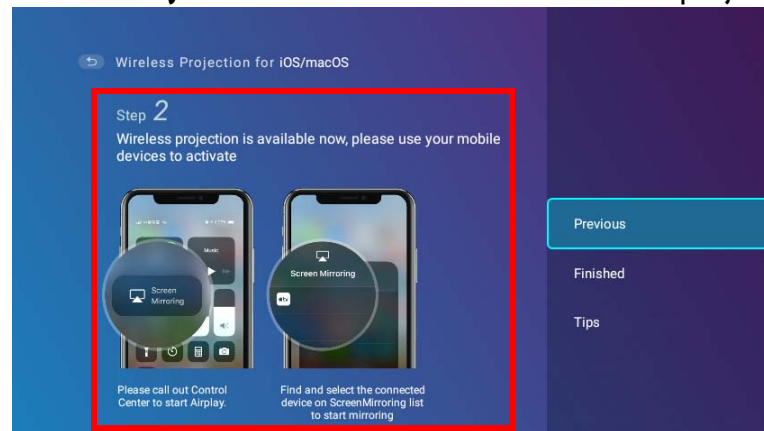 Wireless Projection for iOS/macOS
Step 2
Wireless projection is available now, please use your mobile
devices to activate
Music
Screen
Mirroring
Screen Mirroring
tv
Please call out Control
Center to start Airplay.
Find and select the connected
device on ScreenMirroring list
to start mirroring
Previous
Finished
Tips